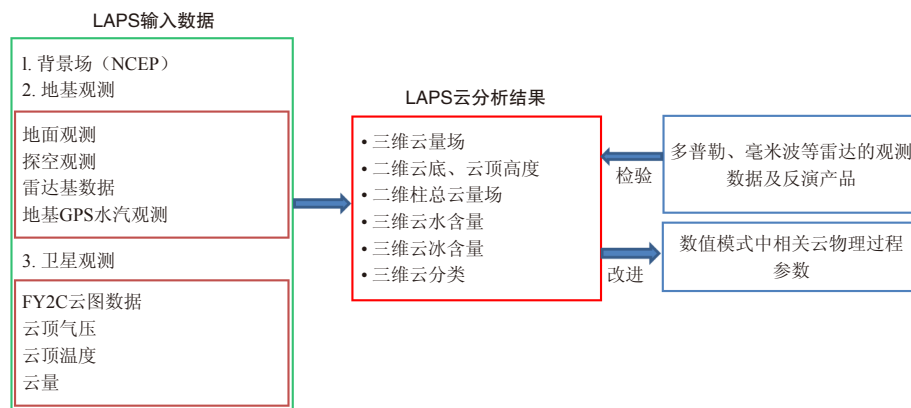 LAPS输入数据
1. 背景场（NCEP）
2. 地基观测
地面观测
探空观测
雷达基数据
地基GPS水汽观测
3. 卫星观测
FY2C云图数据
云顶气压
云顶温度
云量
LAPS云分析结果
• 三维云量场
• 二维云底、云顶高度
• 二维柱总云量场
• 三维云水含量
• 三维云冰含量
• 三维云分类
检验
改进
多普勒、毫米波等雷达的观测
数据及反演产品
数值模式中相关云物理过程
参数